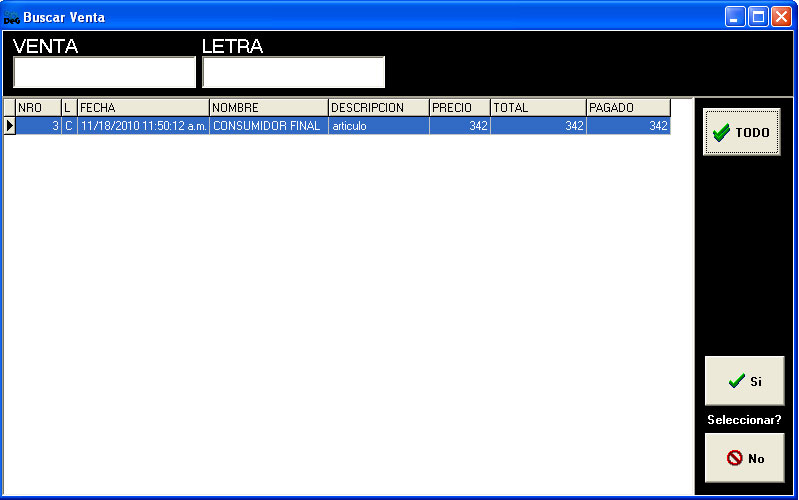 Buscar Venta
VENTA LETRA
NRO L FECHA NOMBRE DESCRIPCION PRECIO TOTAL PAGADO
3 C 11/18/2010 11:50:12 a.m. CONSUMIDOR FINAL articulo 342 342 342
TODO
Si
Seleccionar?
No